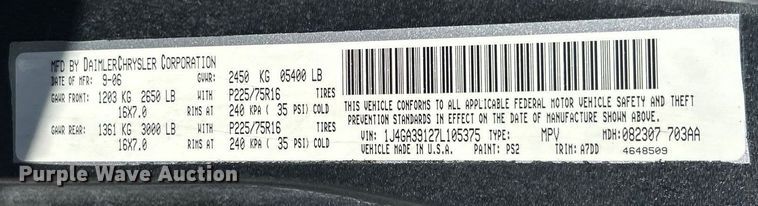 MFD BY DAIMLERCHRYSLER CORPORATION
DATE OF MFR: 9-06 GVWR: 2450 KG 05400 LB
GAWR FRONT: 1203 KG 2650 LB WITH P225/75R16 TIRES
16X7.0 RIMS AT 240 KPA ( 35 PSI) COLD
GAWR REAR: 1361 KG 3000 LB WITH P225/75R16 TIRES
16X7.0 RIMS AT 240 KPA ( 35 PSI) COLD
THIS VEHICLE CONFORMS TO ALL APPLICABLE FEDERAL MOTOR VEHICLE SAFETY AND THEFT
PREVENTION STANDARDS IN EFFECT ON THE DATE OF MANUFACTURE SHOWN ABOVE.
VIN: 1J4GA39127L105375 TYPE: MPV MDH: 082307 703AA
VEHICLE MADE IN U.S.A. PAINT: PS2 TRIM: A7DD 4648509
Purple Wave Auction